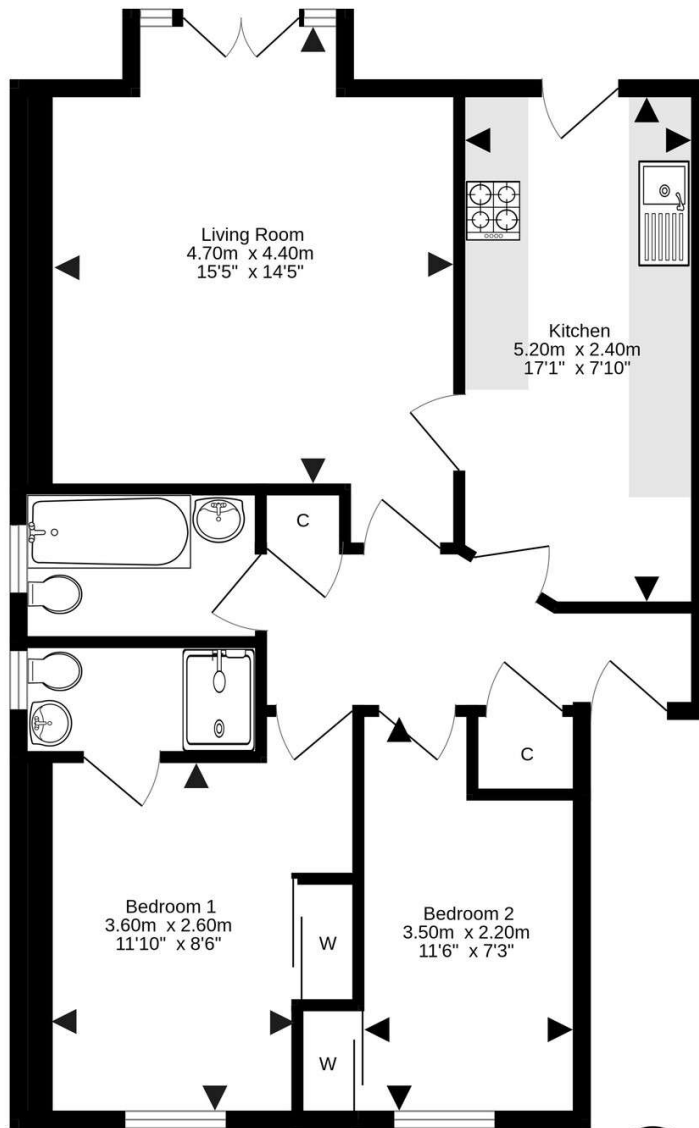 Living Room
4.70m x 4.40m
15'5" x 14'5"
Kitchen
5.20m x 2.40m
17'1" x 7'10"
C
C
Bedroom 1
3.60m x 2.60m
11'10" x 8'6"
W
Bedroom 2
3.50m x 2.20m
11'6" x 7'3"
W